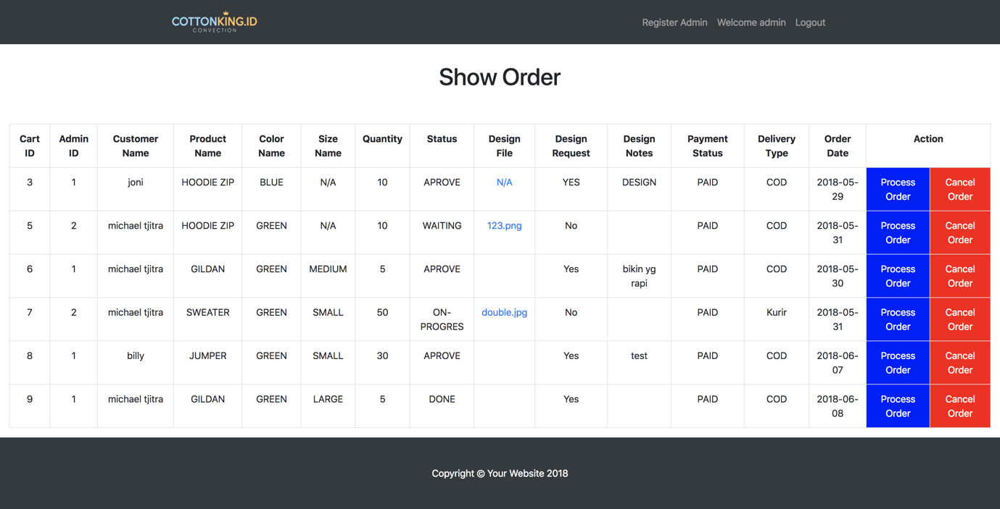 COTTONKING.ID
CONVECTION
Register Admin Welcome admin Logout
Show Order
Cart ID Admin ID Customer Name Product Name Color Name Size Name Quantity Status Design File Design Request Design Notes Payment Status Delivery Type Order Date Action
3 1 joni HOODIE ZIP BLUE N/A 10 APROVE N/A YES DESIGN PAID COD 2018-05-29 Process Order Cancel Order
5 2 michael tjitra HOODIE ZIP GREEN N/A 10 WAITING 123.png No PAID COD 2018-05-31 Process Order Cancel Order
6 1 michael tjitra GILDAN GREEN MEDIUM 5 APROVE Yes bikin yg rapi PAID COD 2018-05-30 Process Order Cancel Order
7 2 michael tjitra SWEATER GREEN SMALL 50 ON-PROGRES double.jpg No PAID Kurir 2018-05-31 Process Order Cancel Order
8 1 billy JUMPER GREEN SMALL 30 APROVE Yes test PAID COD 2018-06-07 Process Order Cancel Order
9 1 michael tjitra GILDAN GREEN LARGE 5 DONE Yes PAID COD 2018-06-08 Process Order Cancel Order
Copyright © Your Website 2018